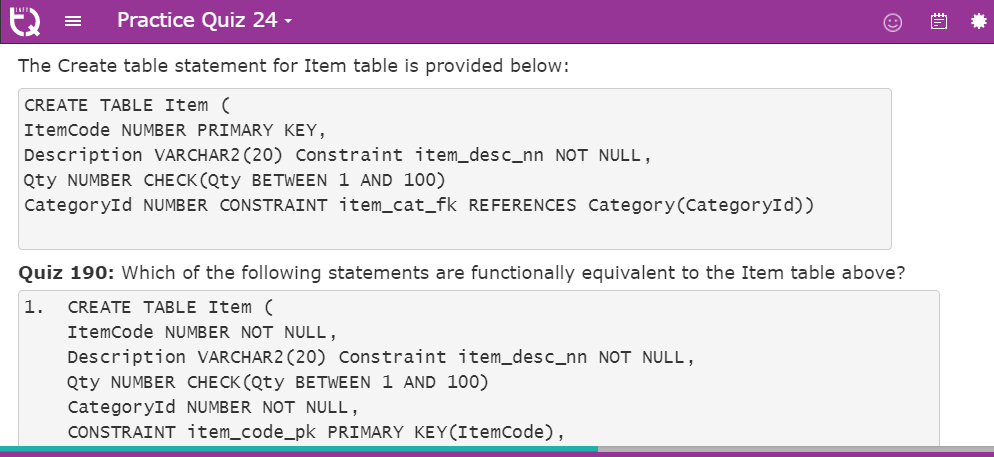 INFY
TQ
Practice Quiz 24
The Create table statement for Item table is provided below:
CREATE TABLE Item (
ItemCode NUMBER PRIMARY KEY,
Description VARCHAR2(20) Constraint item_desc_nn NOT NULL,
Qty NUMBER CHECK(Qty BETWEEN 1 AND 100)
CategoryId NUMBER CONSTRAINT item_cat_fk REFERENCES Category(CategoryId))
Quiz 190: Which of the following statements are functionally equivalent to the Item table above?
1. CREATE TABLE Item (
ItemCode NUMBER NOT NULL,
Description VARCHAR2(20) Constraint item_desc_nn NOT NULL,
Qty NUMBER CHECK(Qty BETWEEN 1 AND 100)
CategoryId NUMBER NOT NULL,
CONSTRAINT item_code_pk PRIMARY KEY(ItemCode),